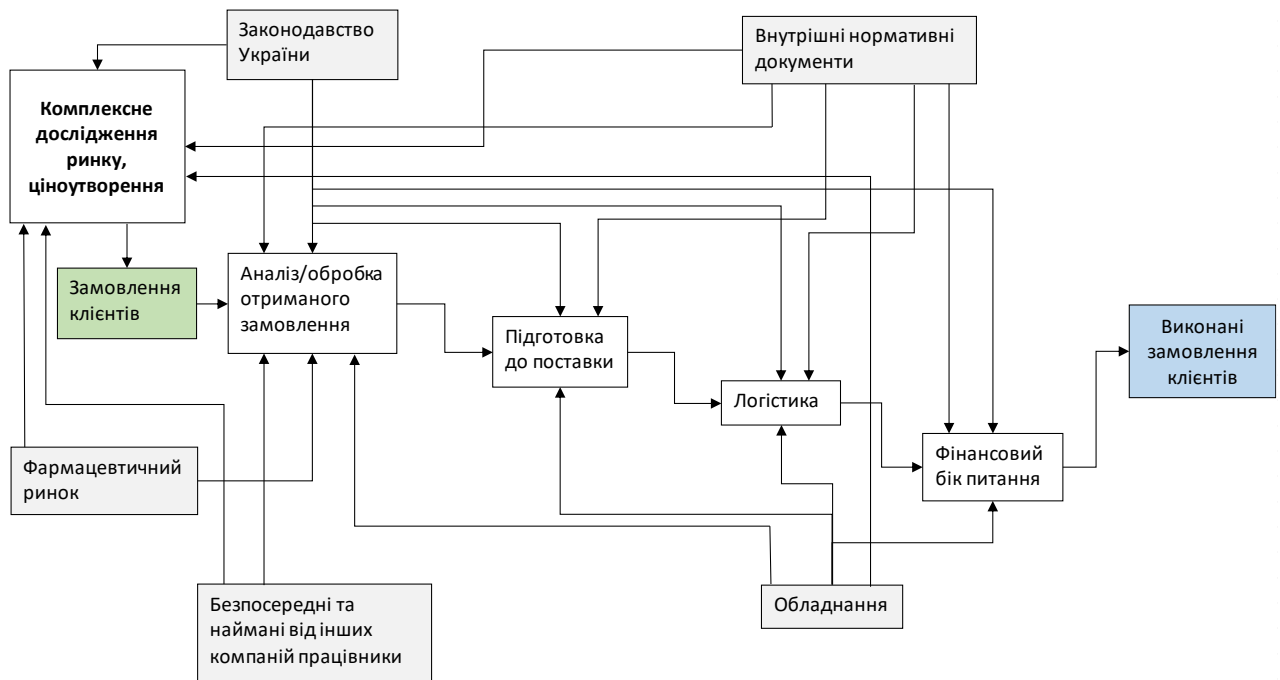 Законодавство
України
Внутрішні нормативні
документи
Комплексне
дослідження
ринку,
ціноутворення
Замовлення
клієнтів
Аналіз/обробка
отриманого
замовлення
Підготовка
до поставки
Логістика
Фінансовий
бік питання
Виконані
замовлення
клієнтів
Фармацевтичний
ринок
Безпосередні та
наймані від інших
компаній працівники
Обладнання